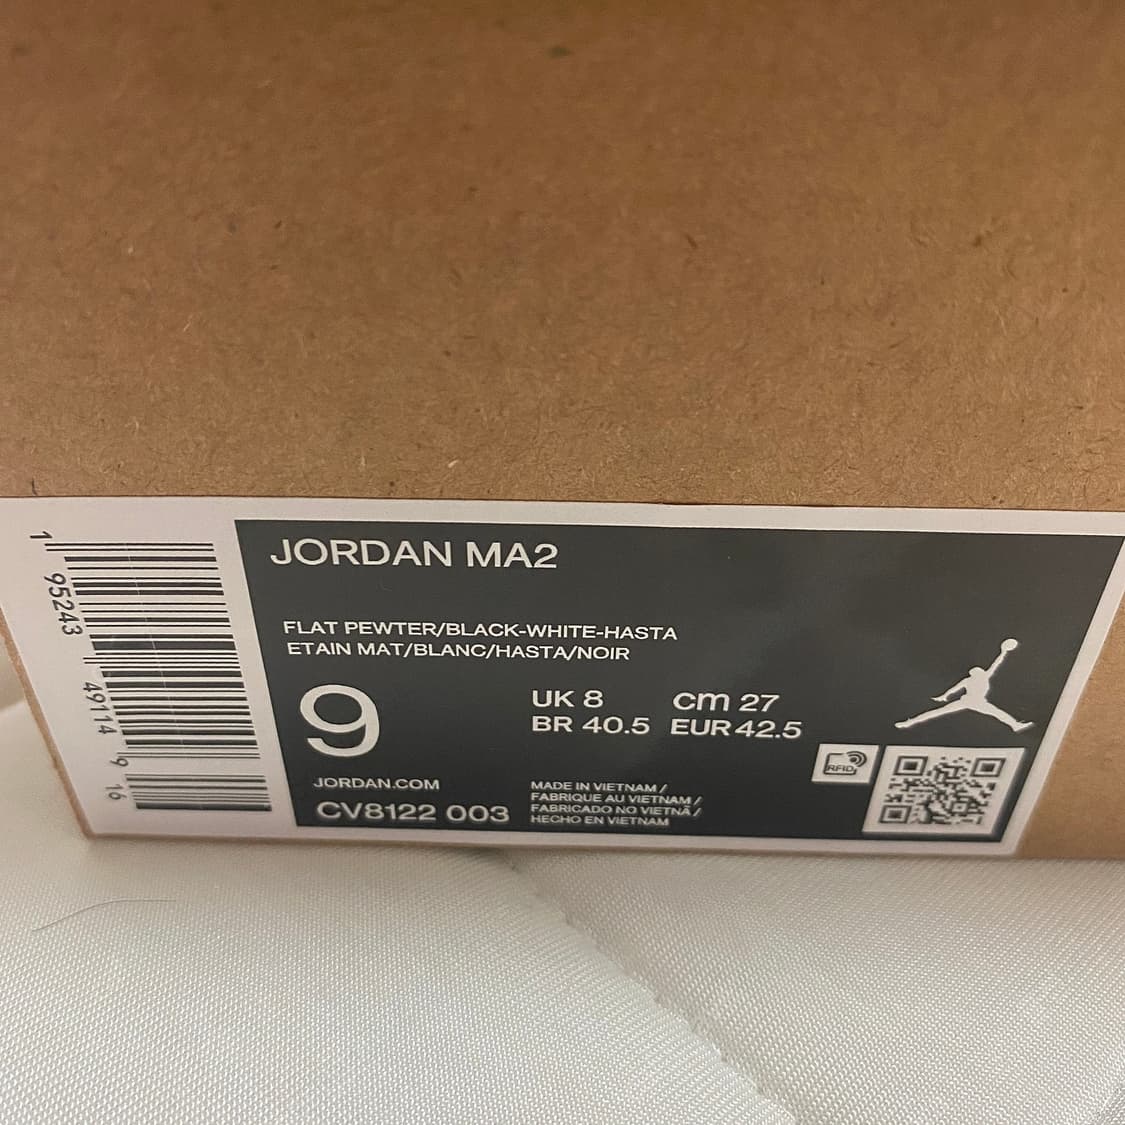 JORDAN MA2
FLAT PEWTER/BLACK-WHITE-HASTA
ETAIN MAT/BLANC/HASTA/NOIR
9
UK 8 cm 27
BR 40.5 EUR 42.5
JORDAN.COM
CV8122 003
MADE IN VIETNAM /
FABRIQUE AU VIETNAM /
FABRICADO NO VIETNÃ /
HECHO EN VIETNAM
RFID
1 95243 49114 9 16